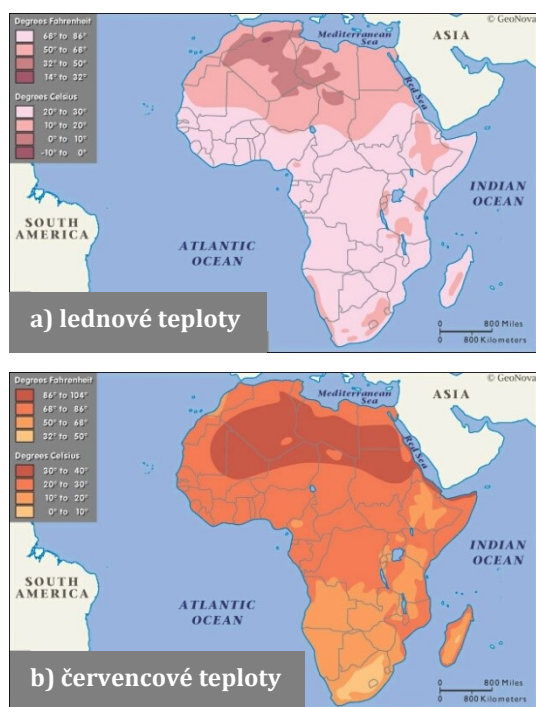 Degrees Fahrenheit
68° to 86°
50° to 68°
32° to 50°
14° to 32°
Degrees Celsius
20° to 30°
10° to 20°
0° to 10°
-10° to 0°
© GeoNova
Mediterranean
Sea
ASIA
Red Sea
INDIAN
OCEAN
SOUTH
AMERICA
ATLANTIC
OCEAN
a) lednové teploty
0 800 Miles
0 800 Kilometers
Degrees Fahrenheit
86° to 104°
68° to 86°
50° to 68°
32° to 50°
Degrees Celsius
30° to 40°
20° to 30°
10° to 20°
0° to 10°
© GeoNova
Mediterranean
Sea
ASIA
Red Sea
INDIAN
OCEAN
SOUTH
AMERICA
ATLANTIC
OCEAN
b) červencové teploty
0 800 Miles
0 800 Kilometers